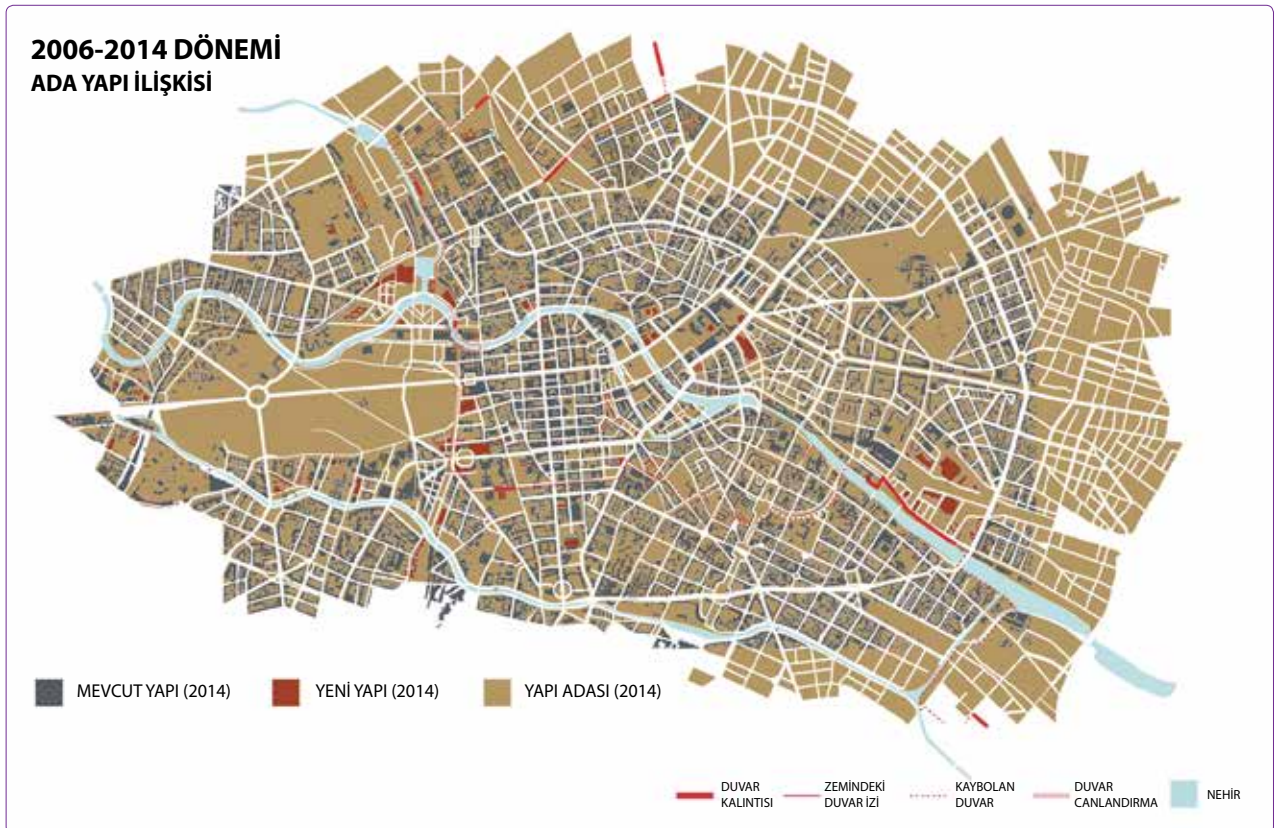 2006-2014 DÖNEMİ
ADA YAPI İLİŞKİSİ
MEVCUT YAPI (2014)
YENİ YAPI (2014)
YAPI ADASI (2014)
DUVAR
KALINTISI
ZEMİNDEKİ
DUVAR İZİ
KAYBOLAN
DUVAR
DUVAR
CANLANDIRMA
NEHİR